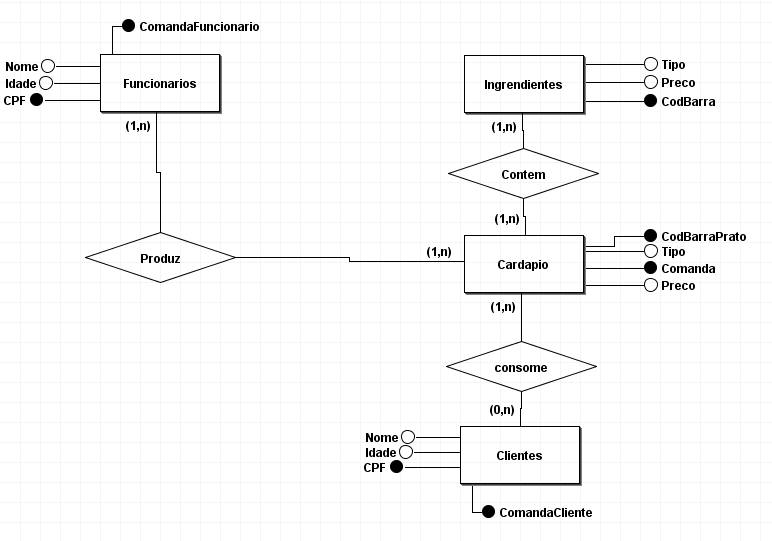 ComandaFuncionario
Nome
Idade
CPF
Funcionarios
(1,n)
Ingrendientes
Tipo
Preco
CodBarra
(1,n)
Contem
(1,n)
Produz
(1,n)
Cardapio
CodBarraPrato
Tipo
Comanda
Preco
(1,n)
consome
(0,n)
Nome
Idade
CPF
Clientes
ComandaCliente